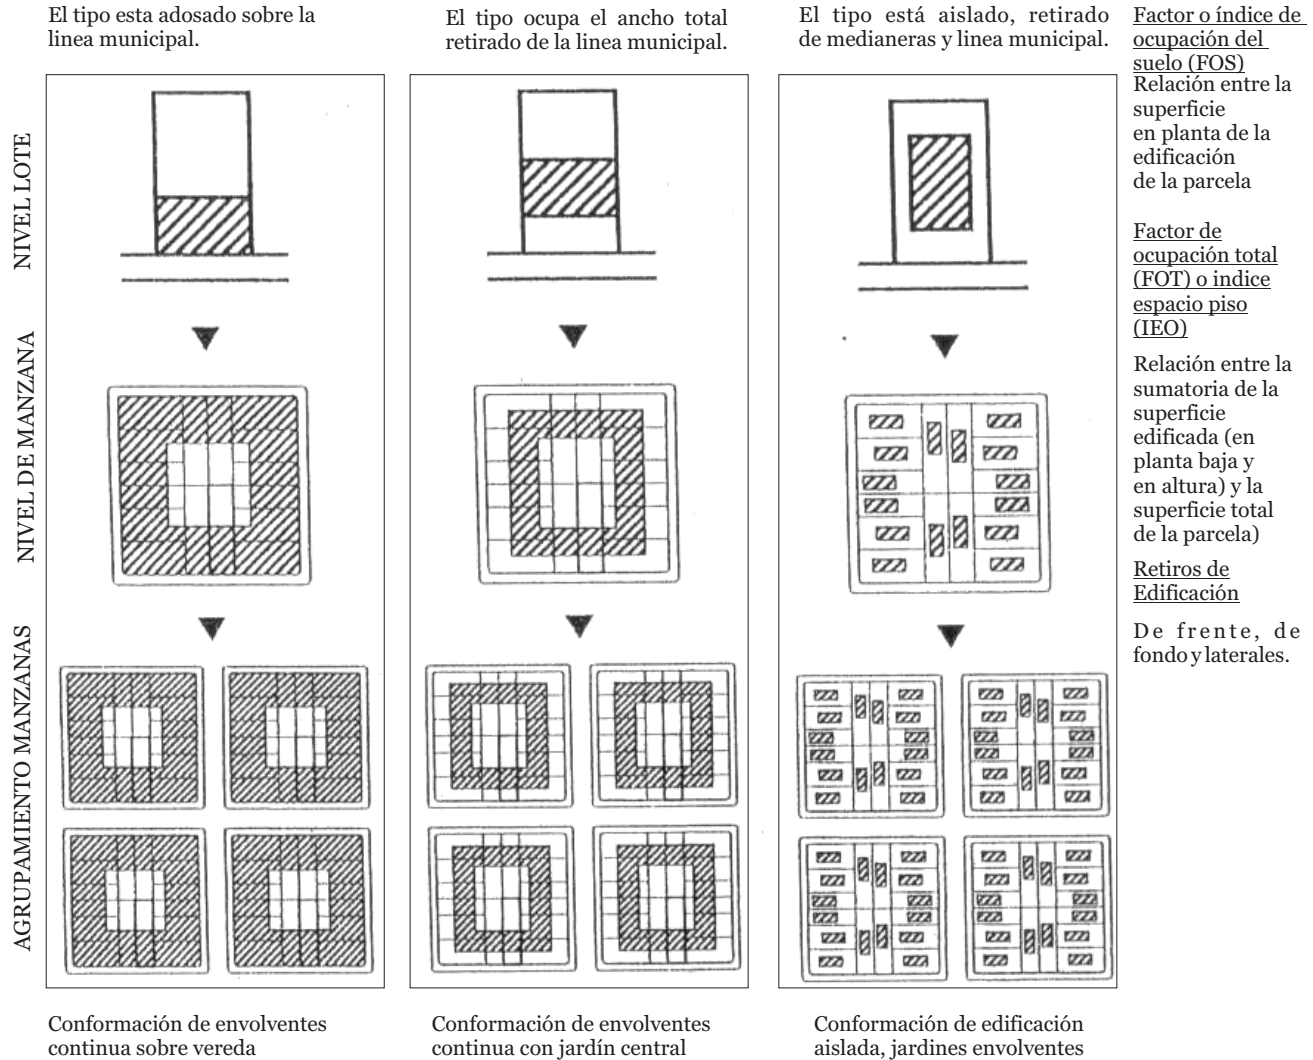 El tipo esta adosado sobre la
linea municipal.
El tipo ocupa el ancho total
retirado de la linea municipal.
El tipo está aislado, retirado
de medianeras y linea municipal.
Factor o índice de
ocupación del
suelo (FOS)
Relación entre la
superficie
en planta de la
edificación
de la parcela
Factor de
ocupación total
(FOT) o indice
espacio piso
(IEO)
Relación entre la
sumatoria de la
superficie
edificada (en
planta baja y
en altura) y la
superficie total
de la parcela)
Retiros de
Edificación
De frente, de
fondo y laterales.
NIVEL LOTE
NIVEL DE MANZANA
AGRUPAMIENTO MANZANAS
Conformación de envolventes
continua sobre vereda
Conformación de envolventes
continua con jardín central
Conformación de edificación
aislada, jardines envolventes